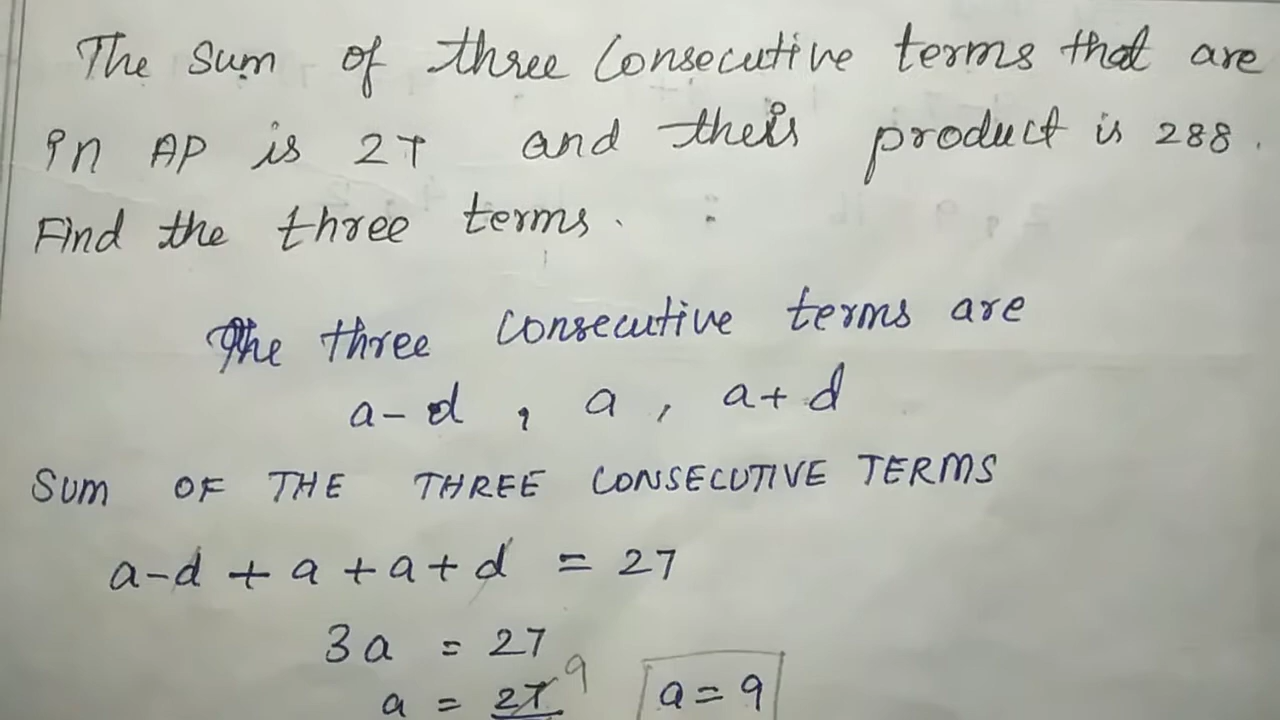 The Sum of three Consecutive terms that are
in AP is 27 and their product is 288.
Find the three terms.
The three consecutive terms are
a-d, a, a+d
SUM OF THE THREE CONSECUTIVE TERMS
a-d + a + a + d = 27
3a = 27
a = 27 9 a = 9